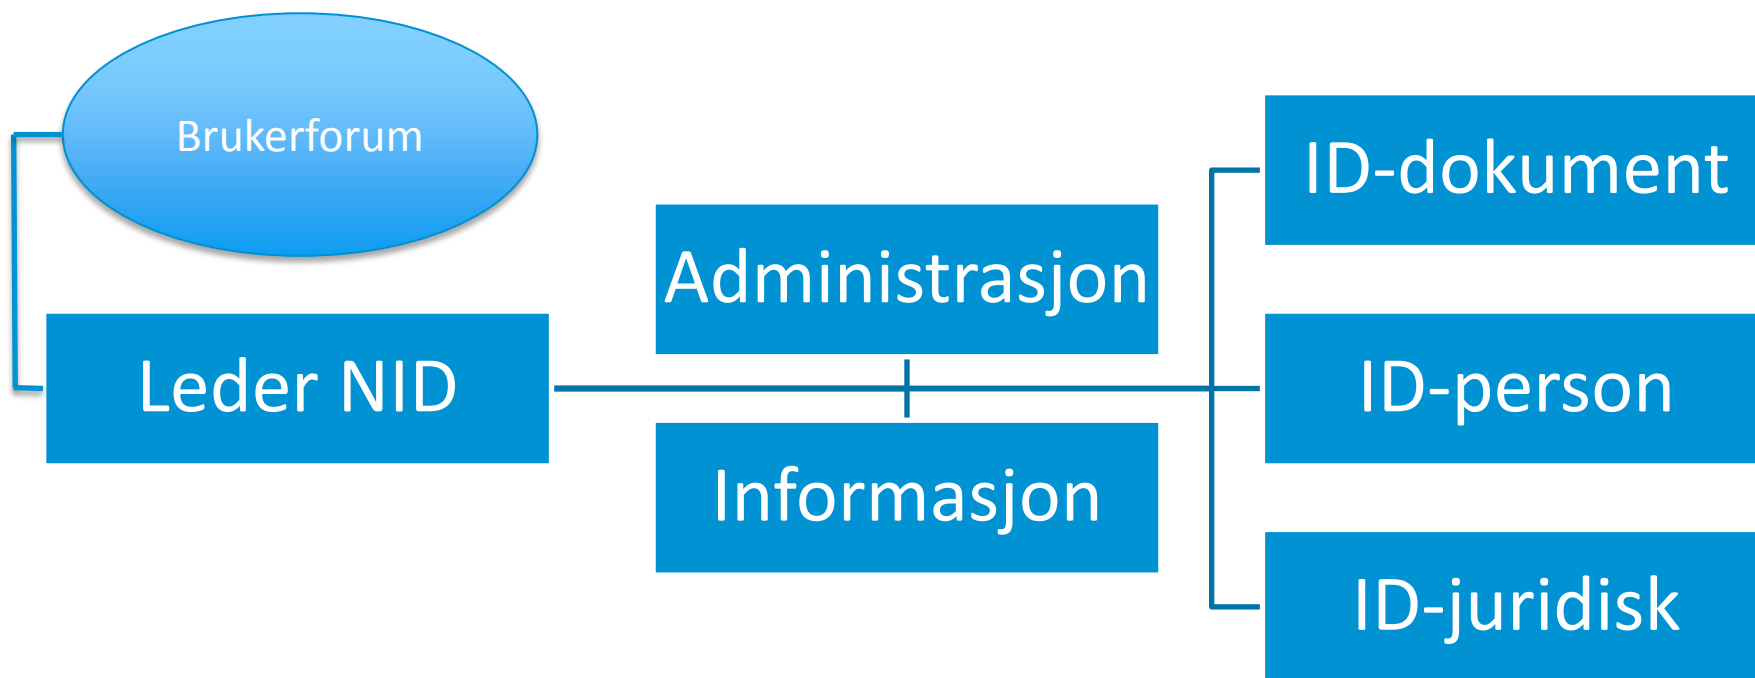 Brukerforum
Leder NID
Administrasjon
Informasjon
ID-dokument
ID-person
ID-juridisk